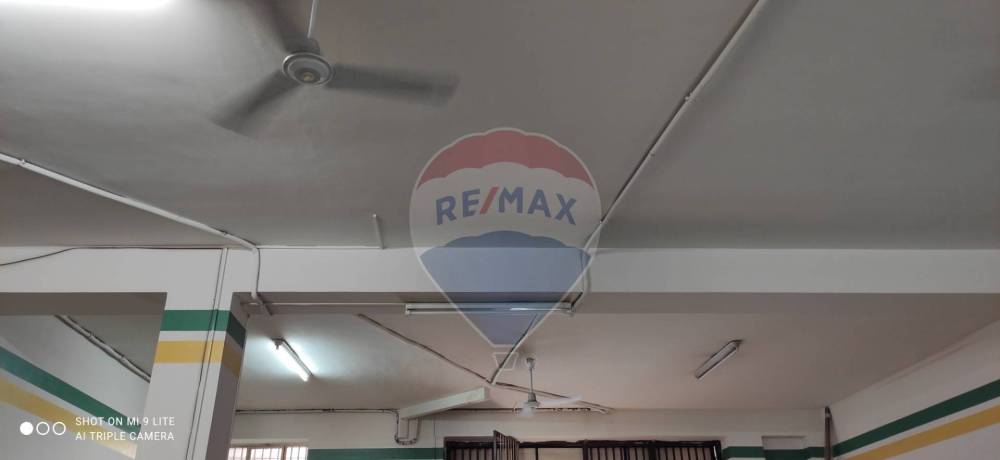 RE/MAX
SHOT ON MI 9 LITE
AI TRIPLE CAMERA